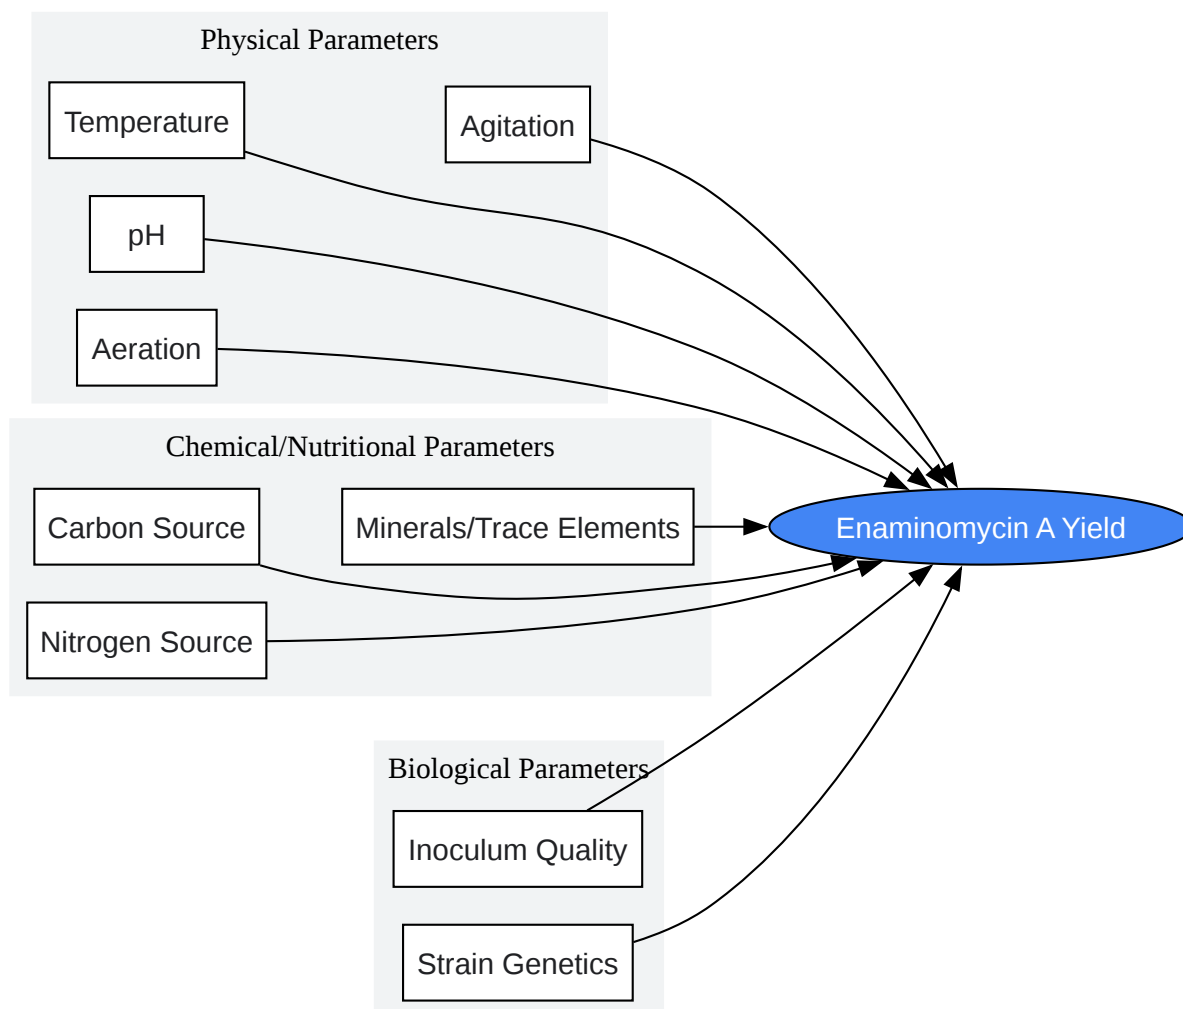 Physical Parameters
Temperature
Agitation
pH
Aeration
Chemical/Nutritional Parameters
Carbon Source
Minerals/Trace Elements
Enaminomycin A Yield
Nitrogen Source
Biological Parameters
Inoculum Quality
Strain Genetics